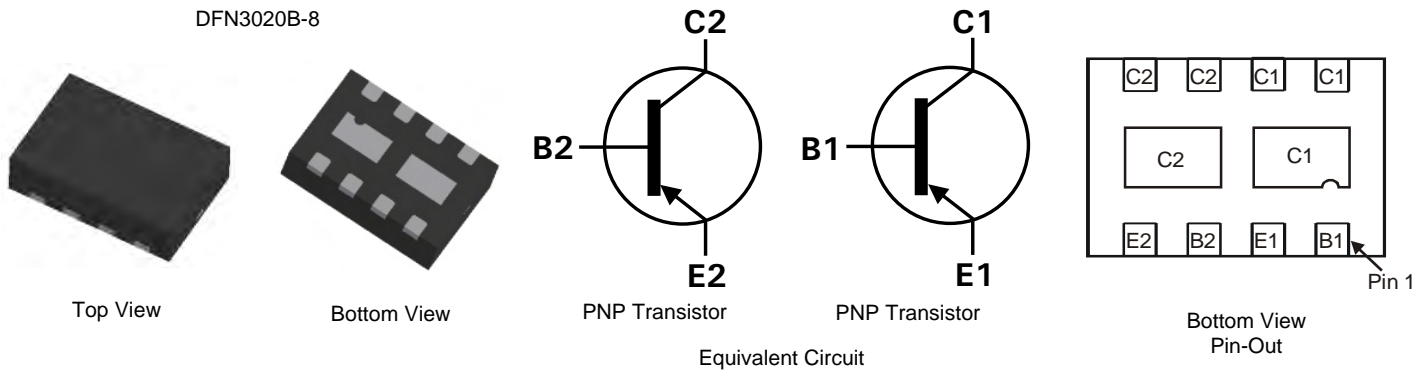 DFN3020B-8
C2
B2
E2
C1
B1
E1
C2 C2 C1 C1
C2 C1
E2 B2 E1 B1
Pin 1
Top View
Bottom View
PNP Transistor
PNP Transistor
Equivalent Circuit
Bottom View
Pin-Out